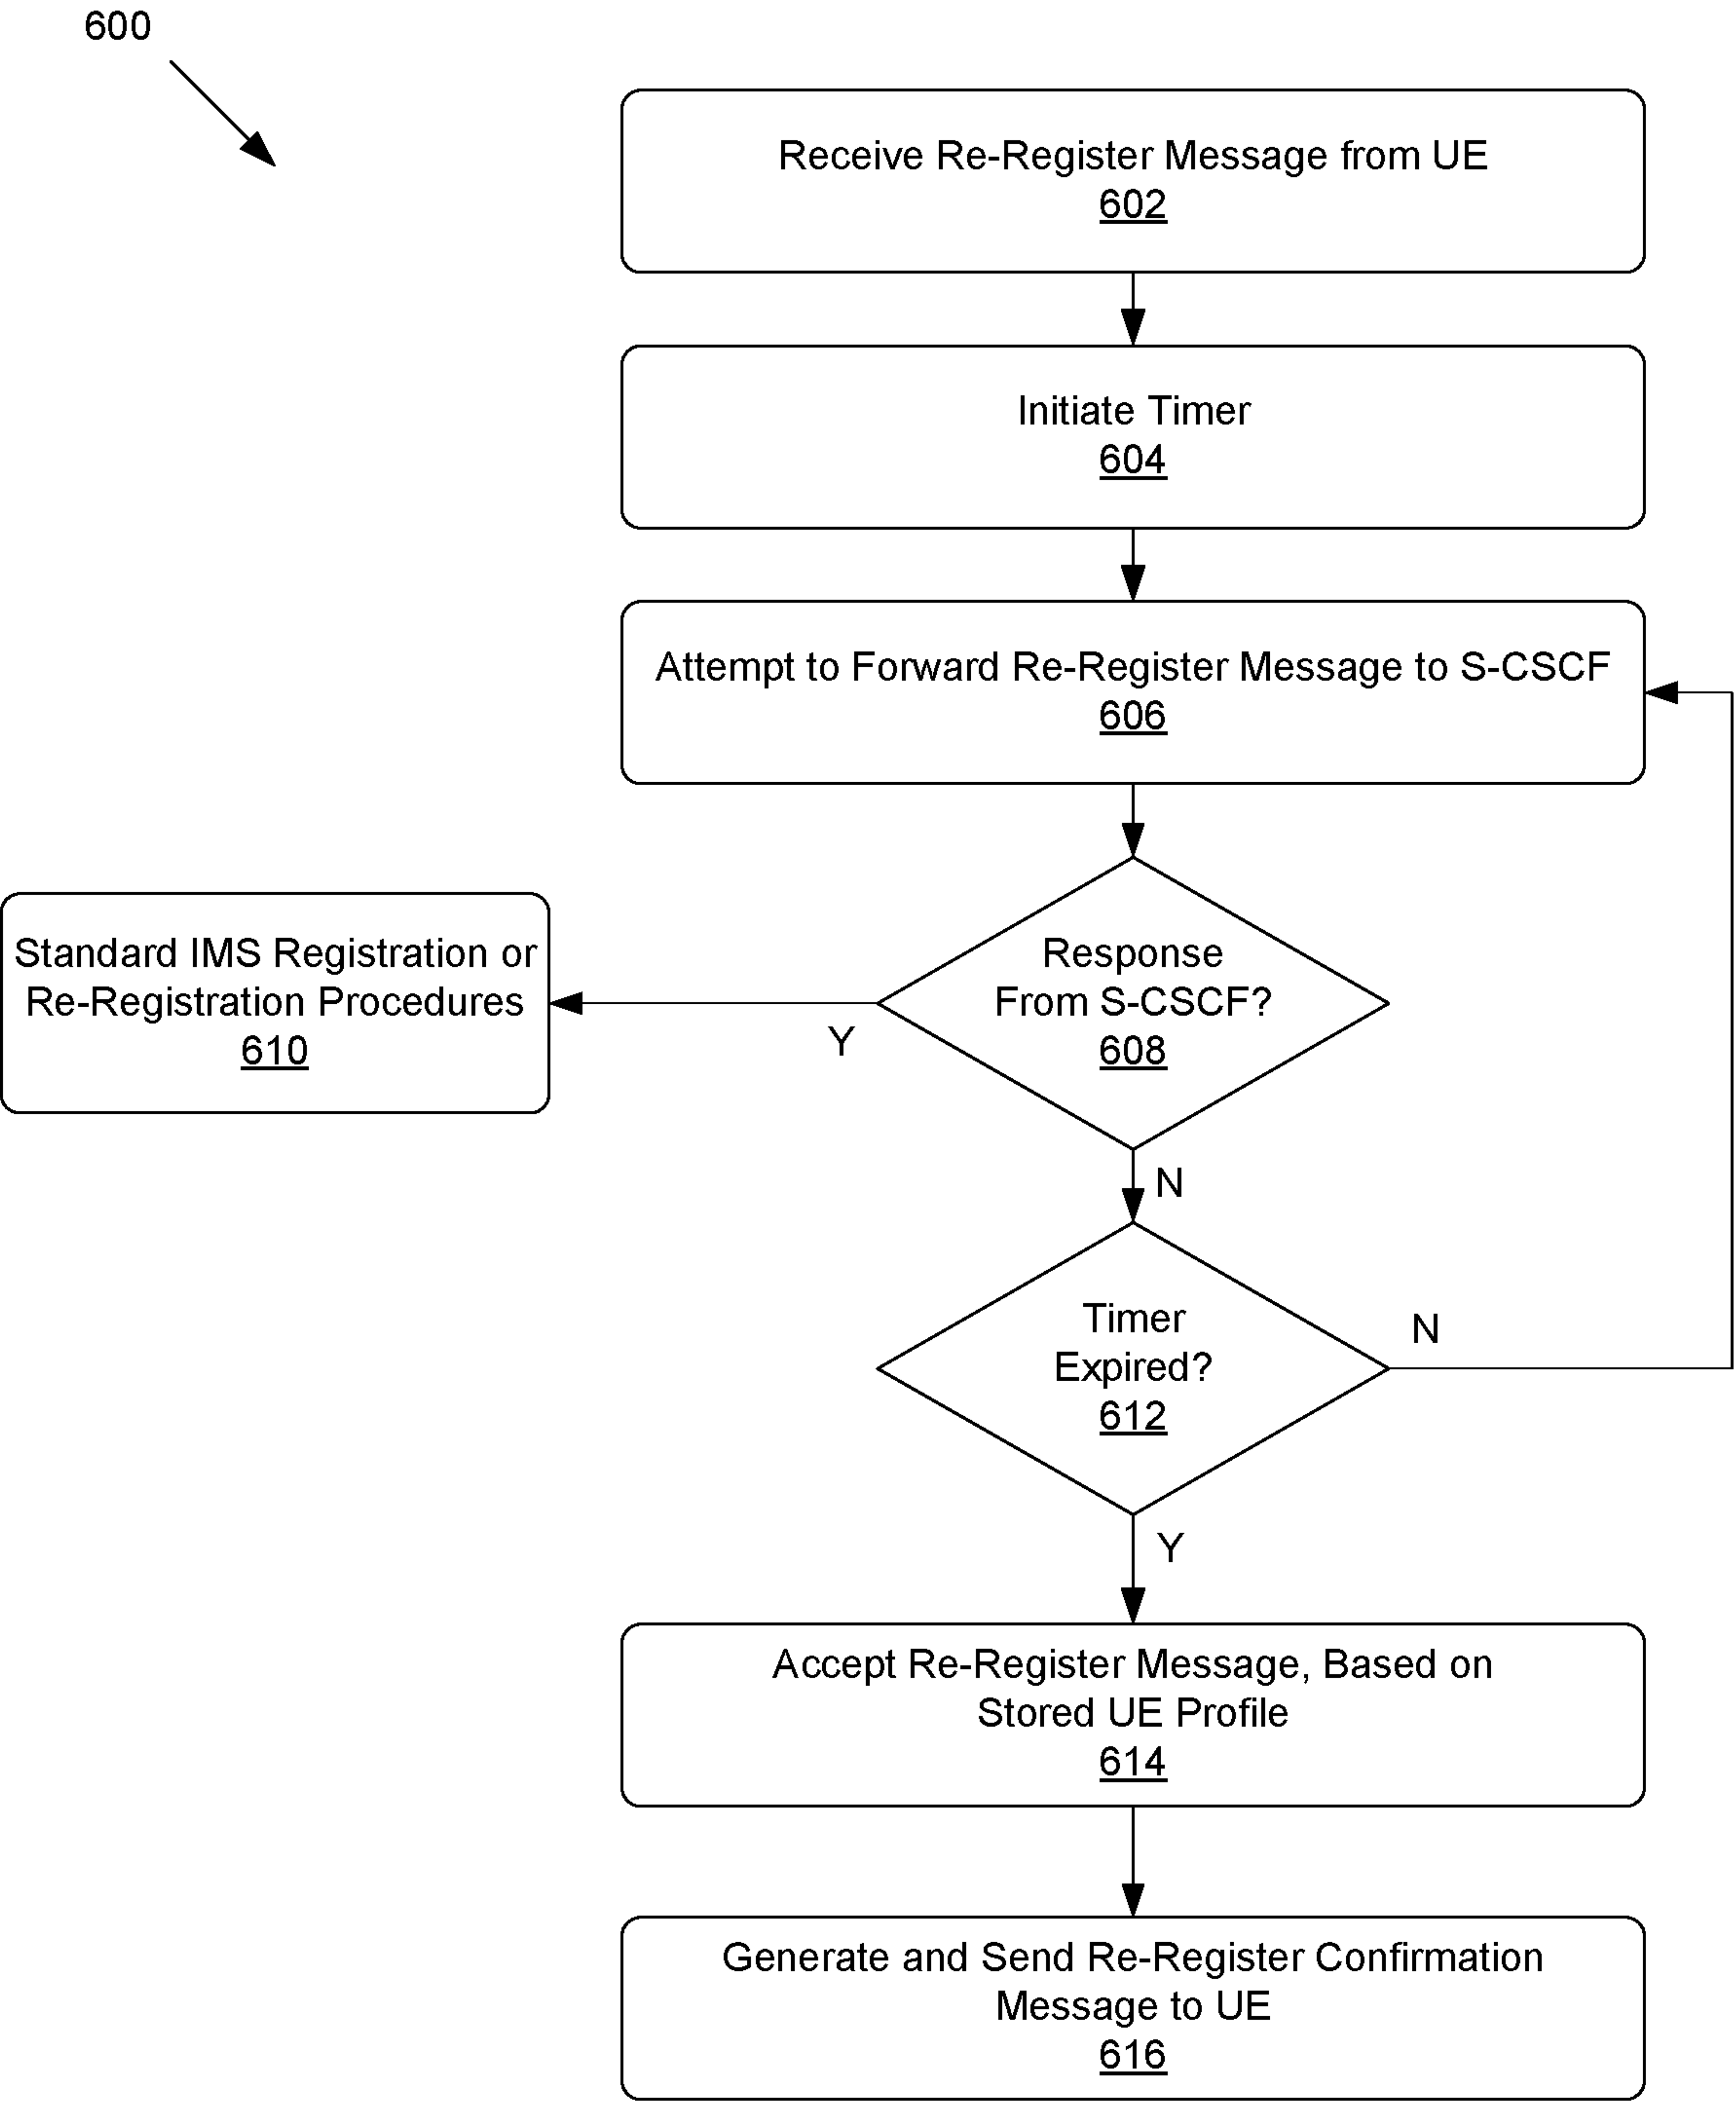 600
Receive Re-Register Message from UE
602
Initiate Timer
604
Attempt to Forward Re-Register Message to S-CSCF
606
Response
From S-CSCF?
608
Y
Standard IMS Registration or
Re-Registration Procedures
610
N
Timer
Expired?
612
N
Y
Accept Re-Register Message, Based on
Stored UE Profile
614
Generate and Send Re-Register Confirmation
Message to UE
616